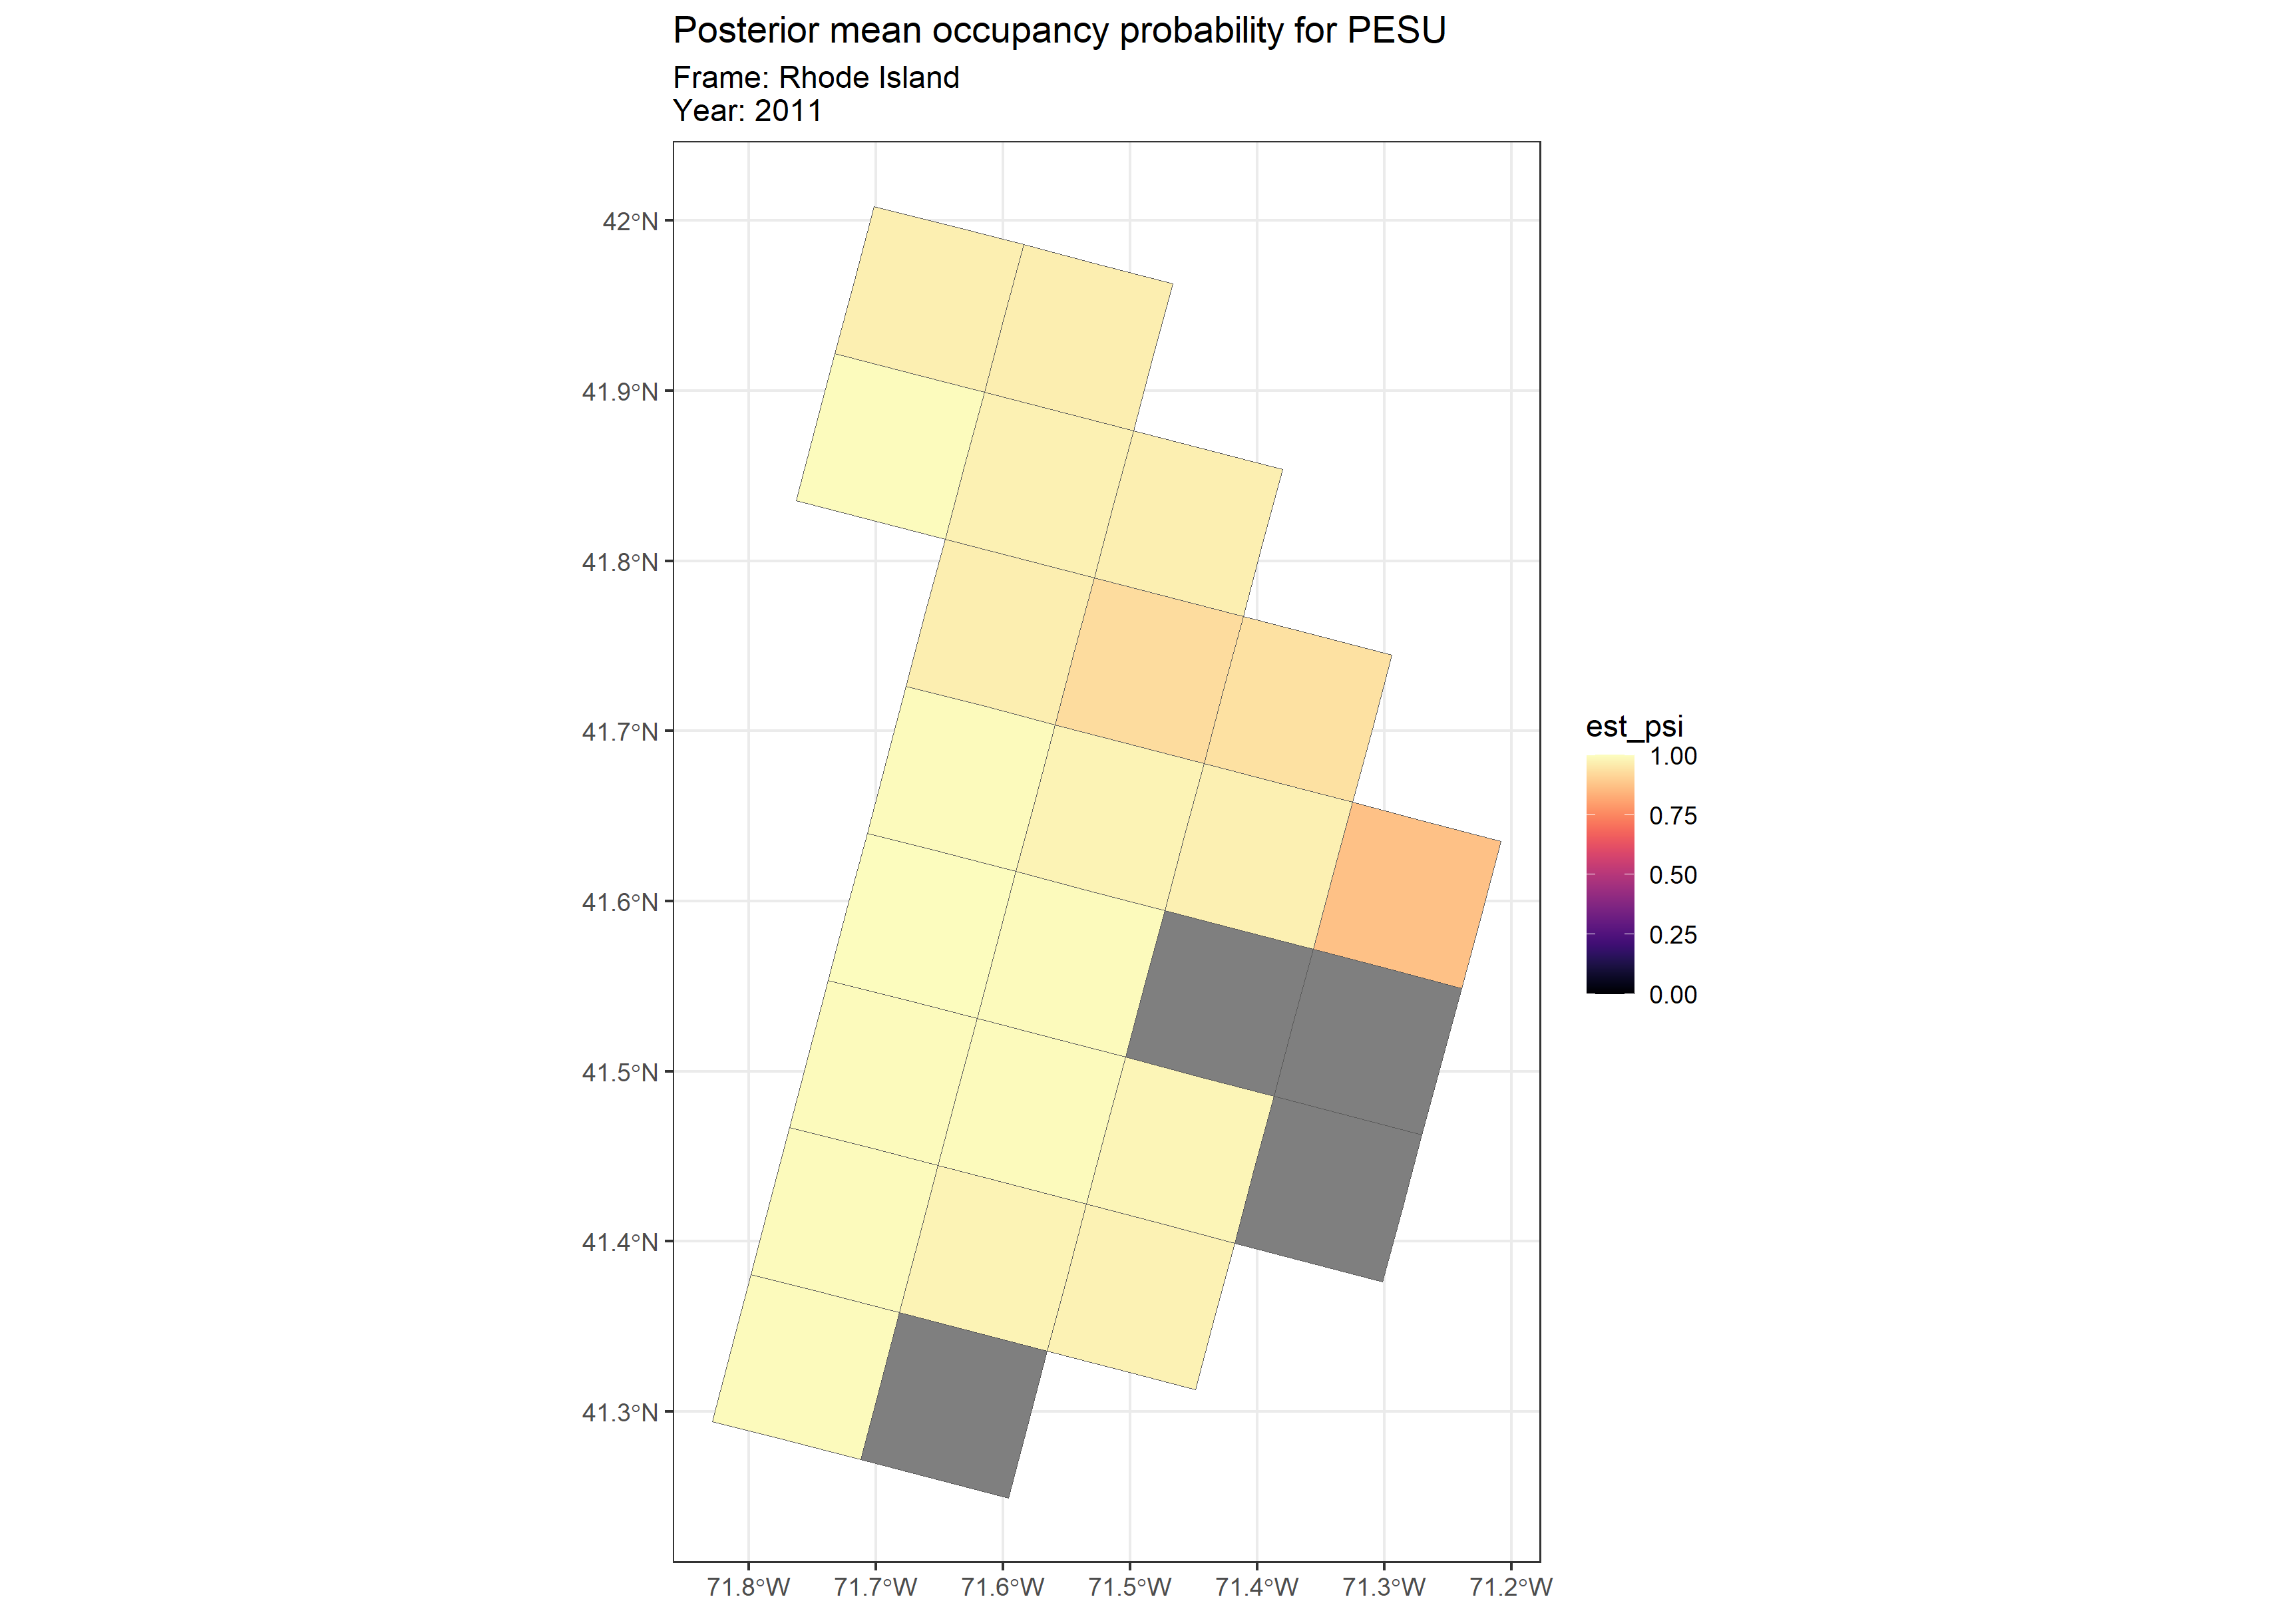 Posterior mean occupancy probability for PESU
Frame: Rhode Island
Year: 2011
42°N
41.9°N
41.8°N
41.7°N
41.6°N
41.5°N
41.4°N
41.3°N
71.8°W 71.7°W 71.6°W 71.5°W 71.4°W 71.3°W 71.2°W
est_psi
1.00
0.75
0.50
0.25
0.00